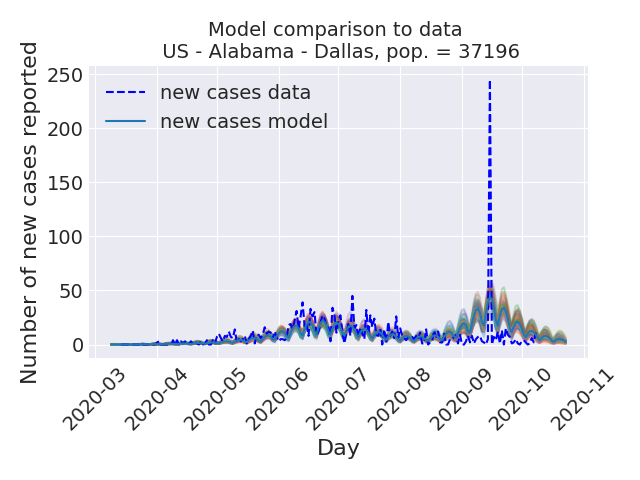 Model comparison to data
US - Alabama - Dallas, pop. = 37196
Number of new cases reported
250
200
150
100
50
0
new cases data
new cases model
2020-03
2020-04
2020-05
2020-06
2020-07
2020-08
2020-09
2020-10
2020-11
Day